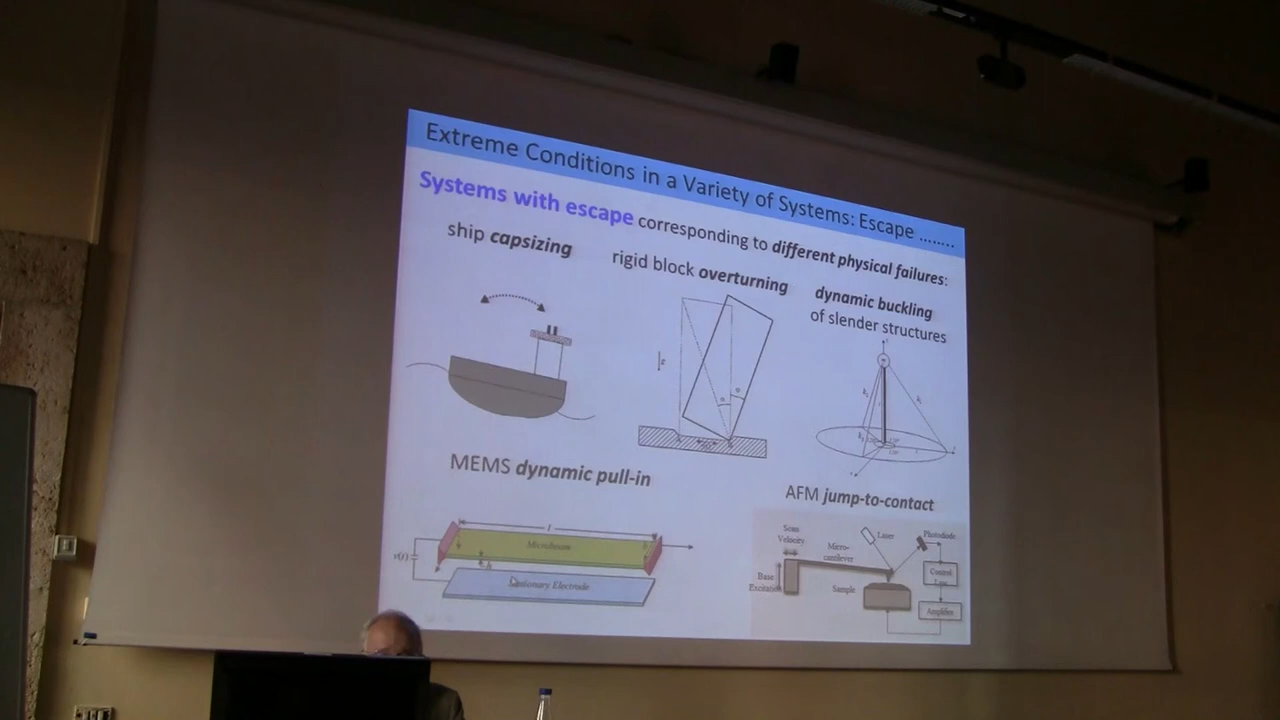 Extreme Conditions in a Variety of Systems: Escape ........
Systems with escape corresponding to different physical failures:
ship capsizing
rigid block overturning
dynamic buckling
of slender structures
MEMS dynamic pull-in
l
Microbeam
v(t)
Stationary Electrode
AFM jump-to-contact
Scan
Velocity
Laser
Photodiode
Micro-
cantilever
Base
Excitation
Sample
Control
Amplifier